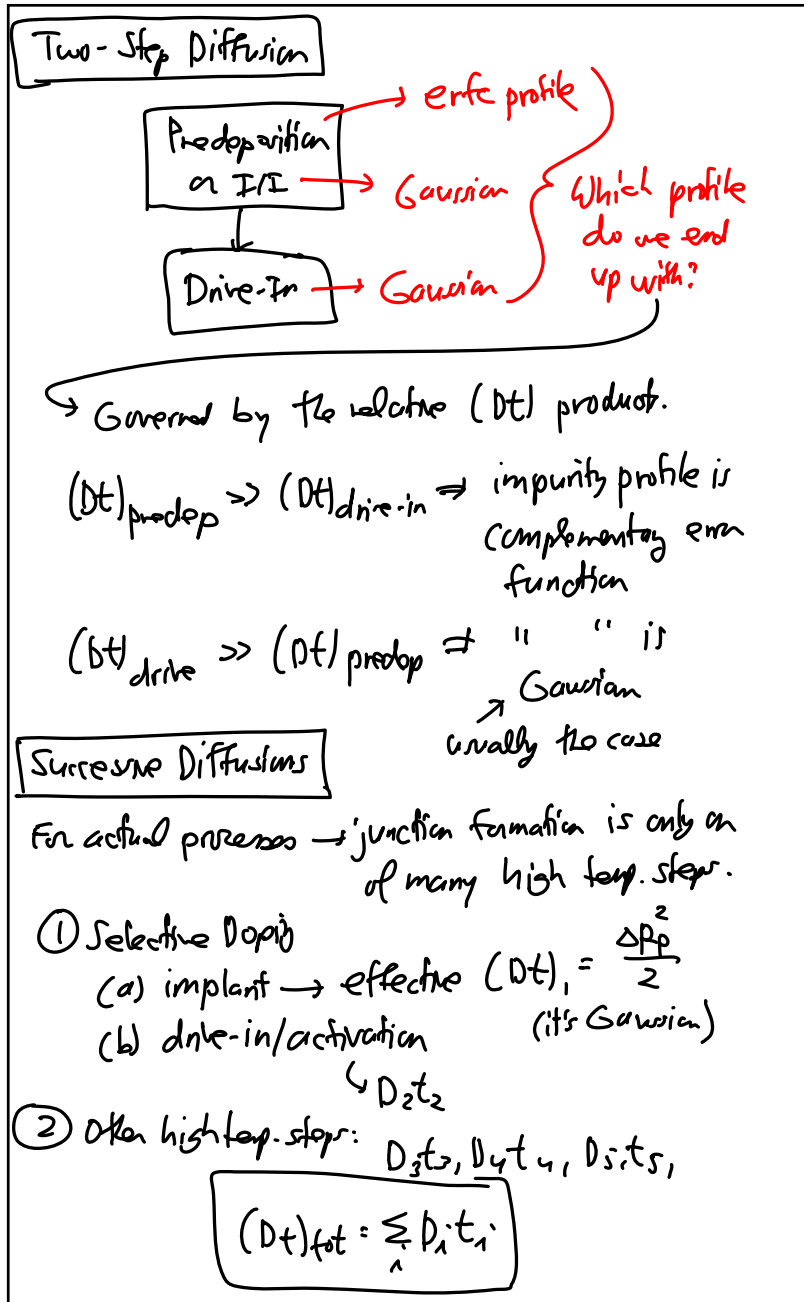 Two-Step Diffusion
Predeposition → erfc profile
or I/I → Gaussian
Drive-In → Gaussian
Which profile
do we end
up with?
→ Governed by the relative (Dt) product.
(Dt)predep >> (Dt)drive-in ⇒ impurity profile is
complementary error
function
(Dt)drive >> (Dt)predep ⇒ " " is
Gaussian
usually the case
Successive Diffusions
For actual processes → junction formation is only on
of many high temp. steps.
① Selective Doping
(a) implant → effective (Dt)₁ = ΔRp²/2
(it's Gaussian)
(b) drive-in/activation
↳ D₂t₂
② Other high temp. steps: D₃t₃, D₄t₄, D₅,t₅,
(Dt)tot = Σᵢ Dᵢtᵢ